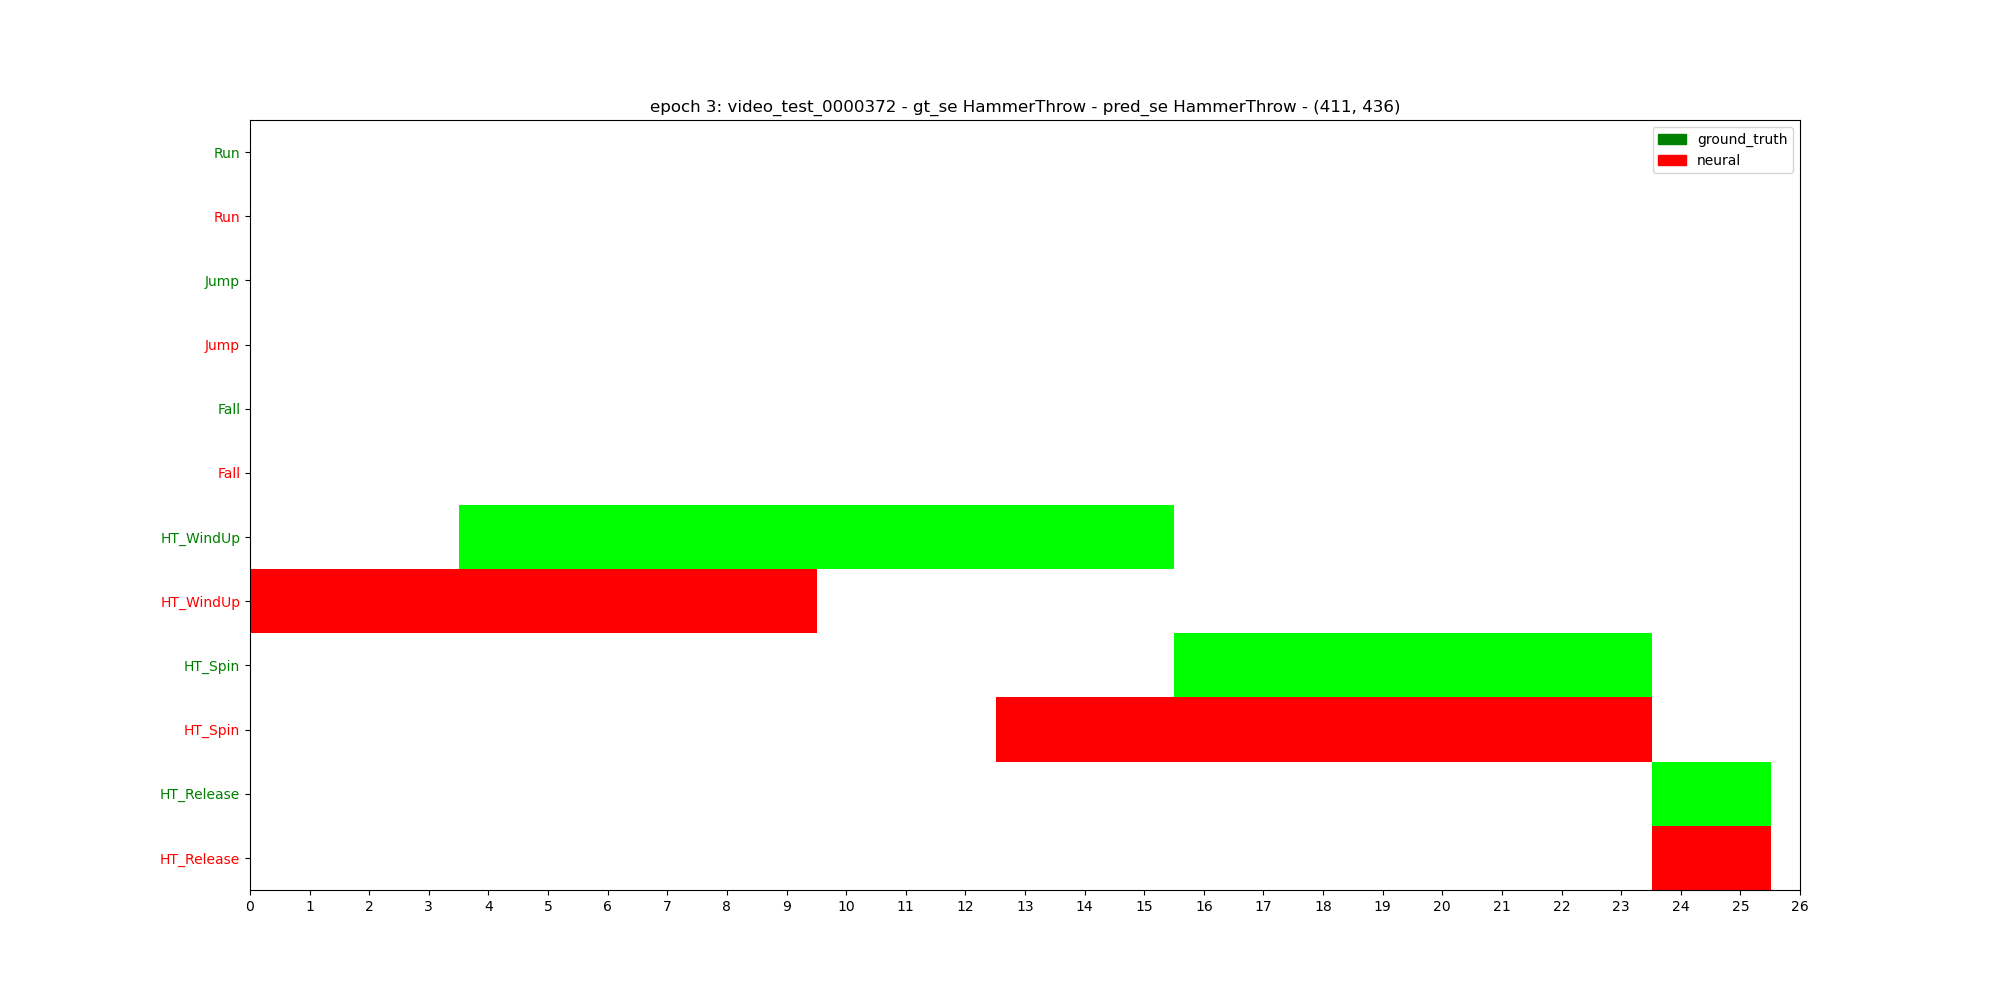 epoch 3: video_test_0000372 - gt_se HammerThrow - pred_se HammerThrow - (411, 436)
ground_truth
neural
Run
Run
Jump
Jump
Fall
Fall
HT_WindUp
HT_WindUp
HT_Spin
HT_Spin
HT_Release
HT_Release
0 1 2 3 4 5 6 7 8 9 10 11 12 13 14 15 16 17 18 19 20 21 22 23 24 25 26